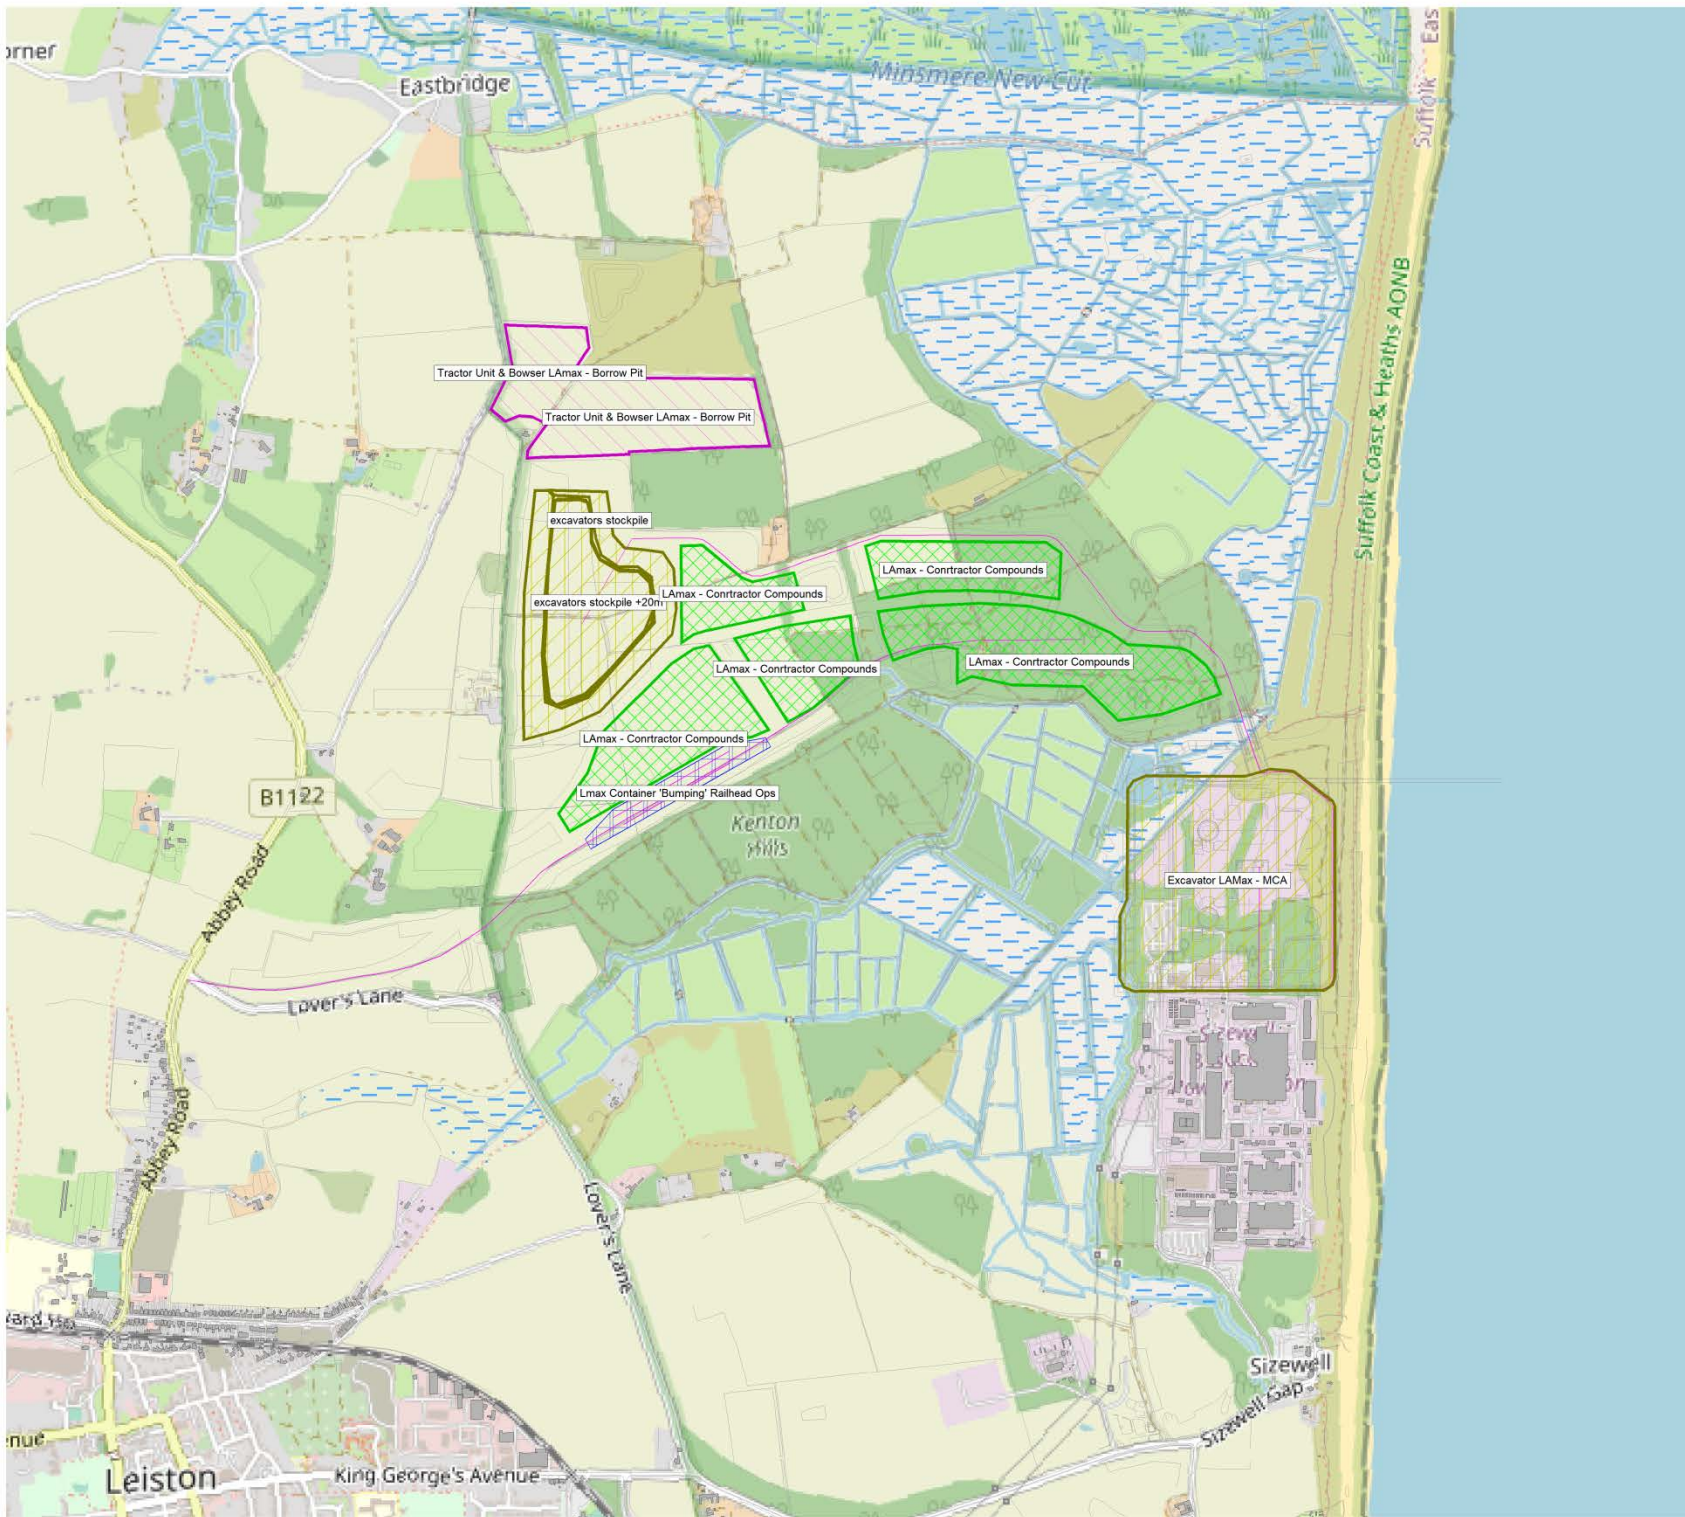 orner
Eastbridge
Minsmere New Cut
Suffolk
Eas
Suffolk Coast & Heaths AONB
Tractor Unit & Bowser LAmax - Borrow Pit
Tractor Unit & Bowser LAmax - Borrow Pit
excavators stockpile
excavators stockpile +20m
LAmax - Conrtractor Compounds
LAmax - Conrtractor Compounds
LAmax - Conrtractor Compounds
LAmax - Conrtractor Compounds
LAmax - Conrtractor Compounds
Lmax Container 'Bumping' Railhead Ops
B1122
Kenton
Hills
Excavator LAMax - MCA
Abbey Road
Lover's Lane
Abbey Road
Lover's Lane
Sizewell
Sizewell Gap
enue
Leiston
King George's Avenue